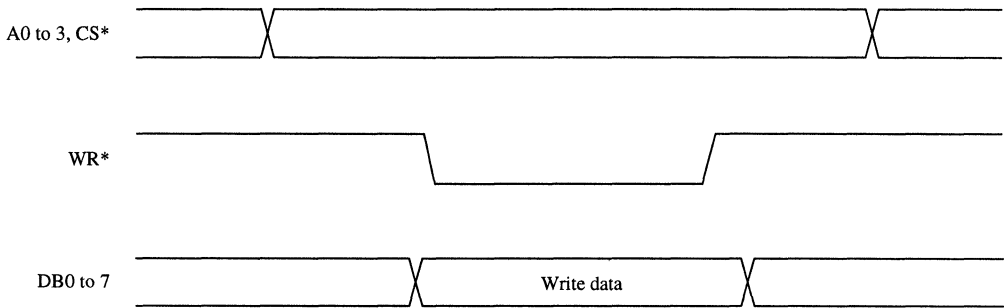 A0 to 3, CS*
WR*
DB0 to 7
Write data